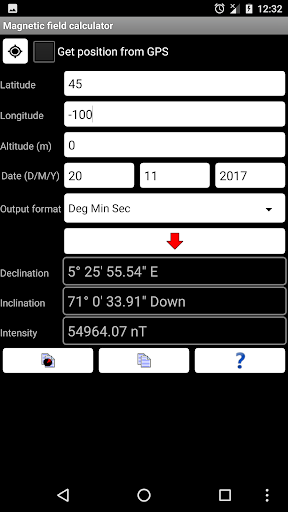 12:32
Magnetic field calculator
Get position from GPS
Latitude 45
Longitude -100
Altitude (m) 0
Date (D/M/Y) 20 11 2017
Output format Deg Min Sec
Declination 5° 25' 55.54" E
Inclination 71° 0' 33.91" Down
Intensity 54964.07 nT
?